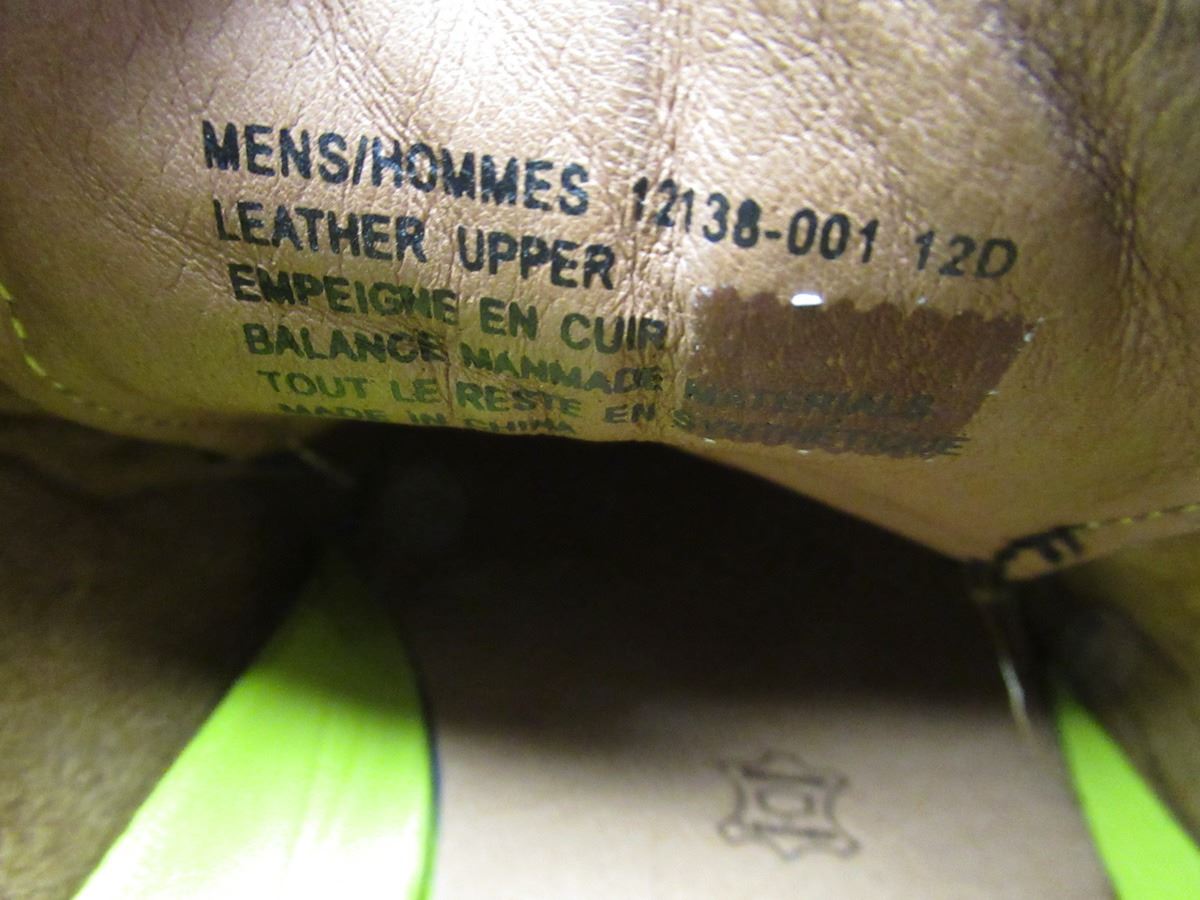 MENS/HOMMES 12138-001 12D
LEATHER UPPER
EMPEIGNE EN CUIR
BALANCE MANMADE MATERIALS
TOUT LE RESTE EN
MADE IN CHINA